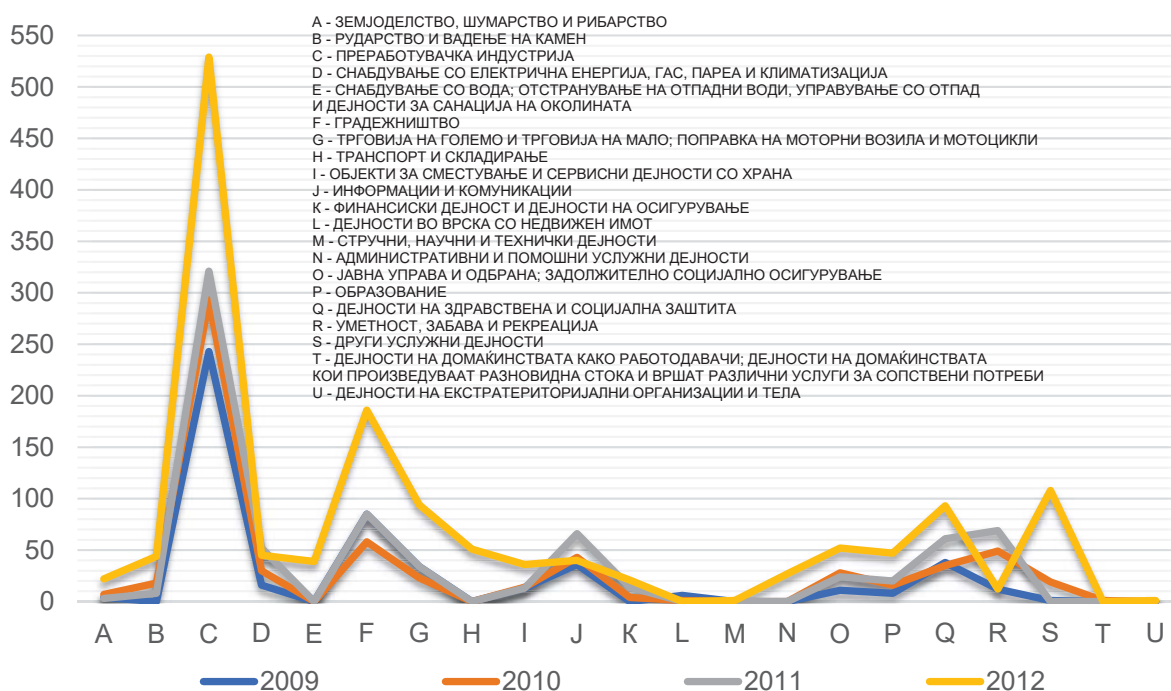 А - ЗЕМЈОДЕЛСТВО, ШУМАРСТВО И РИБАРСТВО
B - РУДАРСТВО И ВАДЕЊЕ НА КАМЕН
C - ПРЕРАБОТУВАЧКА ИНДУСТРИЈА
D - СНАБДУВАЊЕ СО ЕЛЕКТРИЧНА ЕНЕРГИЈА, ГАС, ПАРЕА И КЛИМАТИЗАЦИЈА
E - СНАБДУВАЊЕ СО ВОДА; ОТСТРАНУВАЊЕ НА ОТПАДНИ ВОДИ, УПРАВУВАЊЕ СО ОТПАД
И ДЕЈНОСТИ ЗА САНАЦИЈА НА ОКОЛИНАТА
F - ГРАДЕЖНИШТВО
G - ТРГОВИЈА НА ГОЛЕМО И ТРГОВИЈА НА МАЛО; ПОПРАВКА НА МОТОРНИ ВОЗИЛА И МОТОЦИКЛИ
H - ТРАНСПОРТ И СКЛАДИРАЊЕ
I - ОБЈЕКТИ ЗА СМЕСТУВАЊЕ И СЕРВИСНИ ДЕЈНОСТИ СО ХРАНА
J - ИНФОРМАЦИИ И КОМУНИКАЦИИ
К - ФИНАНСИСКИ ДЕЈНОСТ И ДЕЈНОСТИ НА ОСИГУРУВАЊЕ
L - ДЕЈНОСТИ ВО ВРСКА СО НЕДВИЖЕН ИМОТ
M - СТРУЧНИ, НАУЧНИ И ТЕХНИЧКИ ДЕЈНОСТИ
N - АДМИНИСТРАТИВНИ И ПОМОШНИ УСЛУЖНИ ДЕЈНОСТИ
O - ЈАВНА УПРАВА И ОДБРАНА; ЗАДОЛЖИТЕЛНО СОЦИЈАЛНО ОСИГУРУВАЊЕ
P - ОБРАЗОВАНИЕ
Q - ДЕЈНОСТИ НА ЗДРАВСТВЕНА И СОЦИЈАЛНА ЗАШТИТА
R - УМЕТНОСТ, ЗАБАВА И РЕКРЕАЦИЈА
S - ДРУГИ УСЛУЖНИ ДЕЈНОСТИ
T - ДЕЈНОСТИ НА ДОМАЌИНСТВАТА КАКО РАБОТОДАВАЧИ; ДЕЈНОСТИ НА ДОМАЌИНСТВАТА
КОИ ПРОИЗВЕДУВААТ РАЗНОВИДНА СТОКА И ВРШАТ РАЗЛИЧНИ УСЛУГИ ЗА СОПСТВЕНИ ПОТРЕБИ
U - ДЕЈНОСТИ НА ЕКСТРАТЕРИТОРИЈАЛНИ ОРГАНИЗАЦИИ И ТЕЛА
550
500
450
400
350
300
250
200
150
100
50
0
A B C D E F G H I J К L M N O P Q R S T U
2009 2010 2011 2012